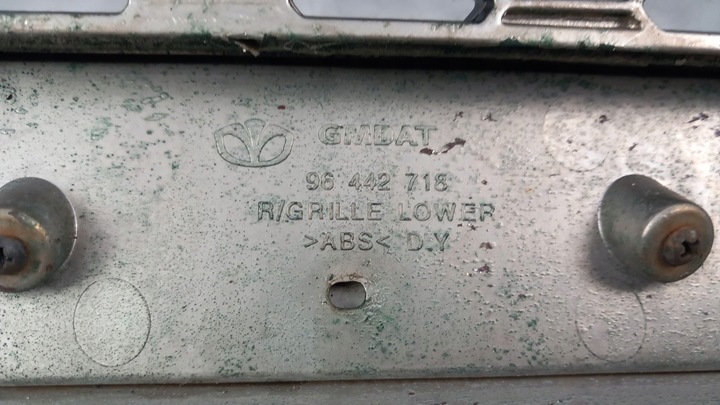 GMDAT
96 442 718
R/GRILLE LOWER
>ABS< D.Y